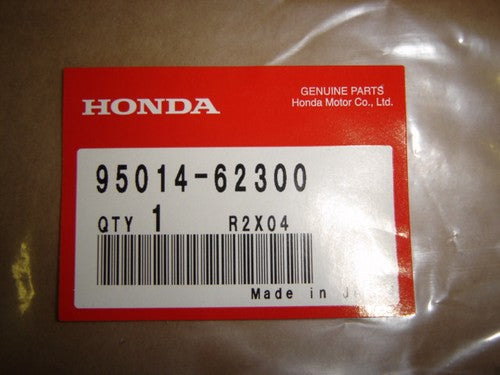 HONDA
GENUINE PARTS
Honda Motor Co., Ltd.
95014-62300
QTY 1 R2X04
Made in